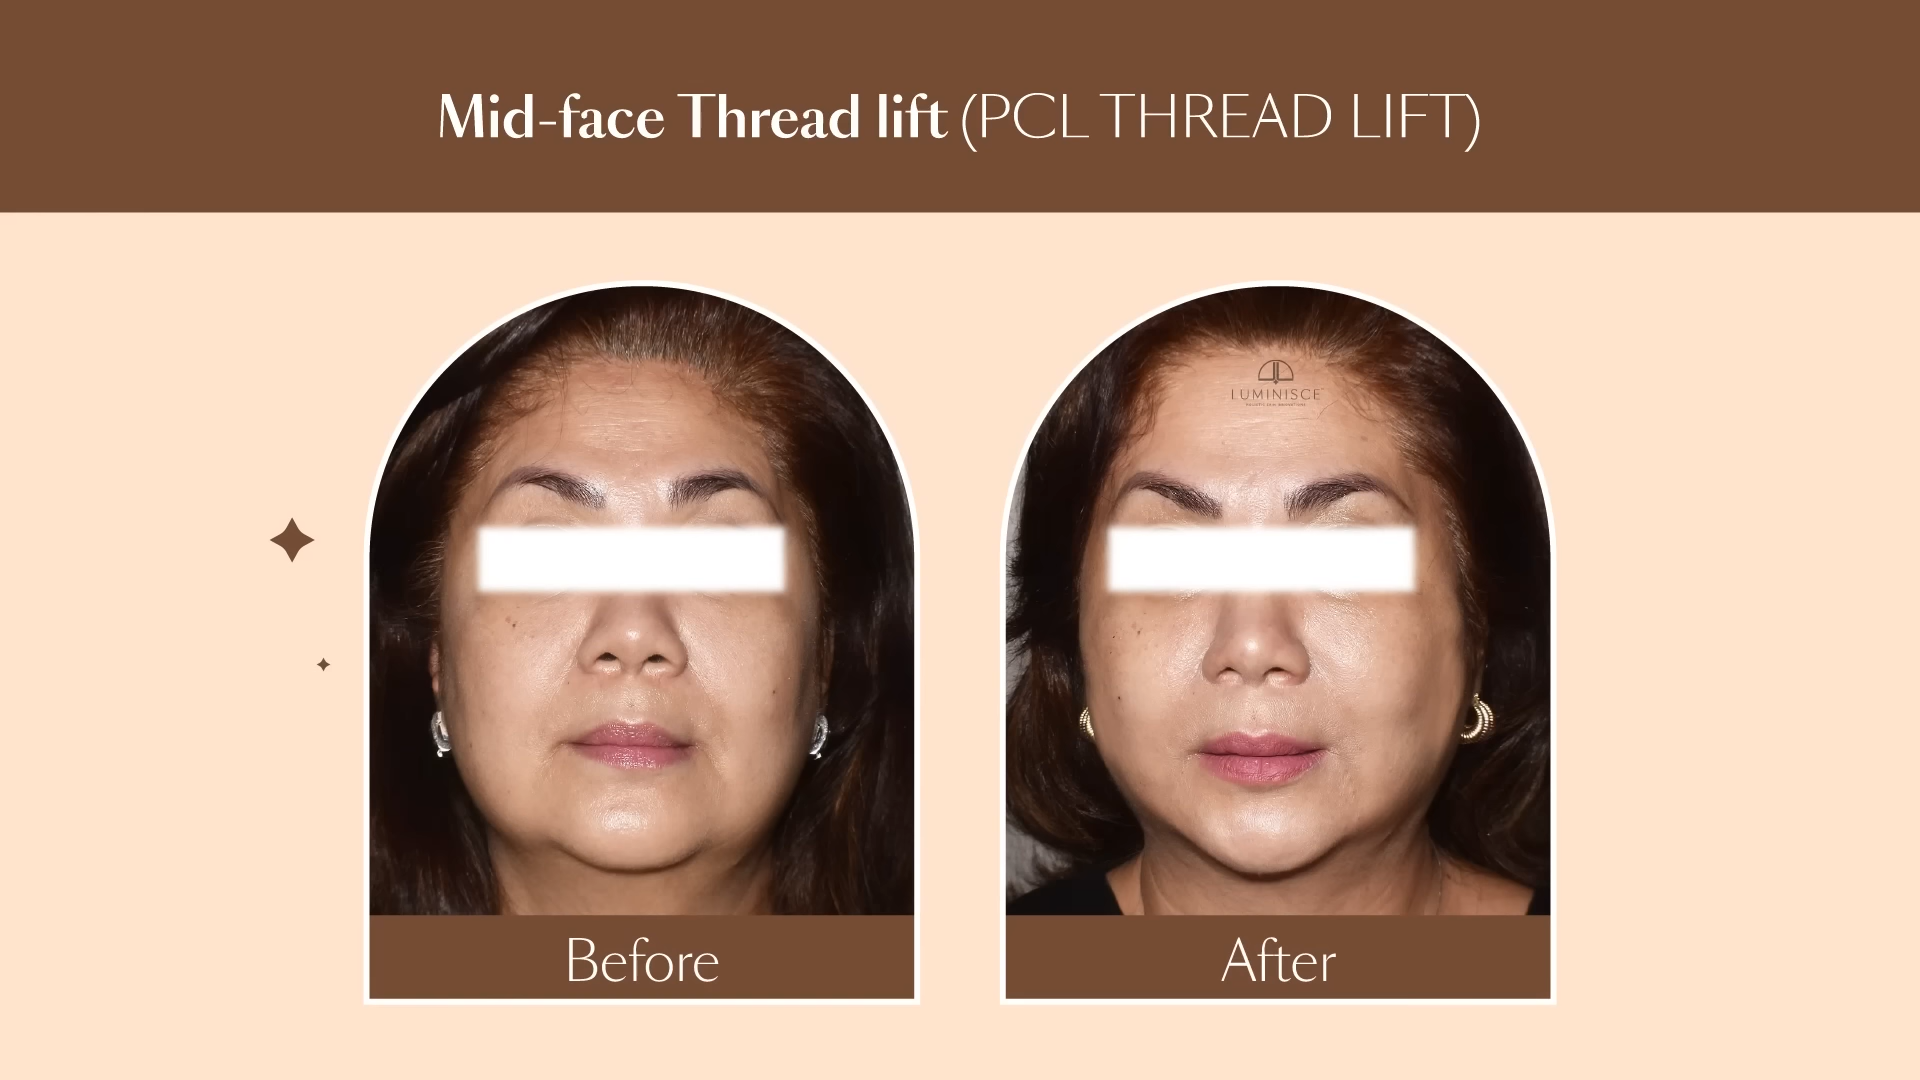 Mid-face Thread lift (PCL THREAD LIFT)
LUMINISCE
Before
After